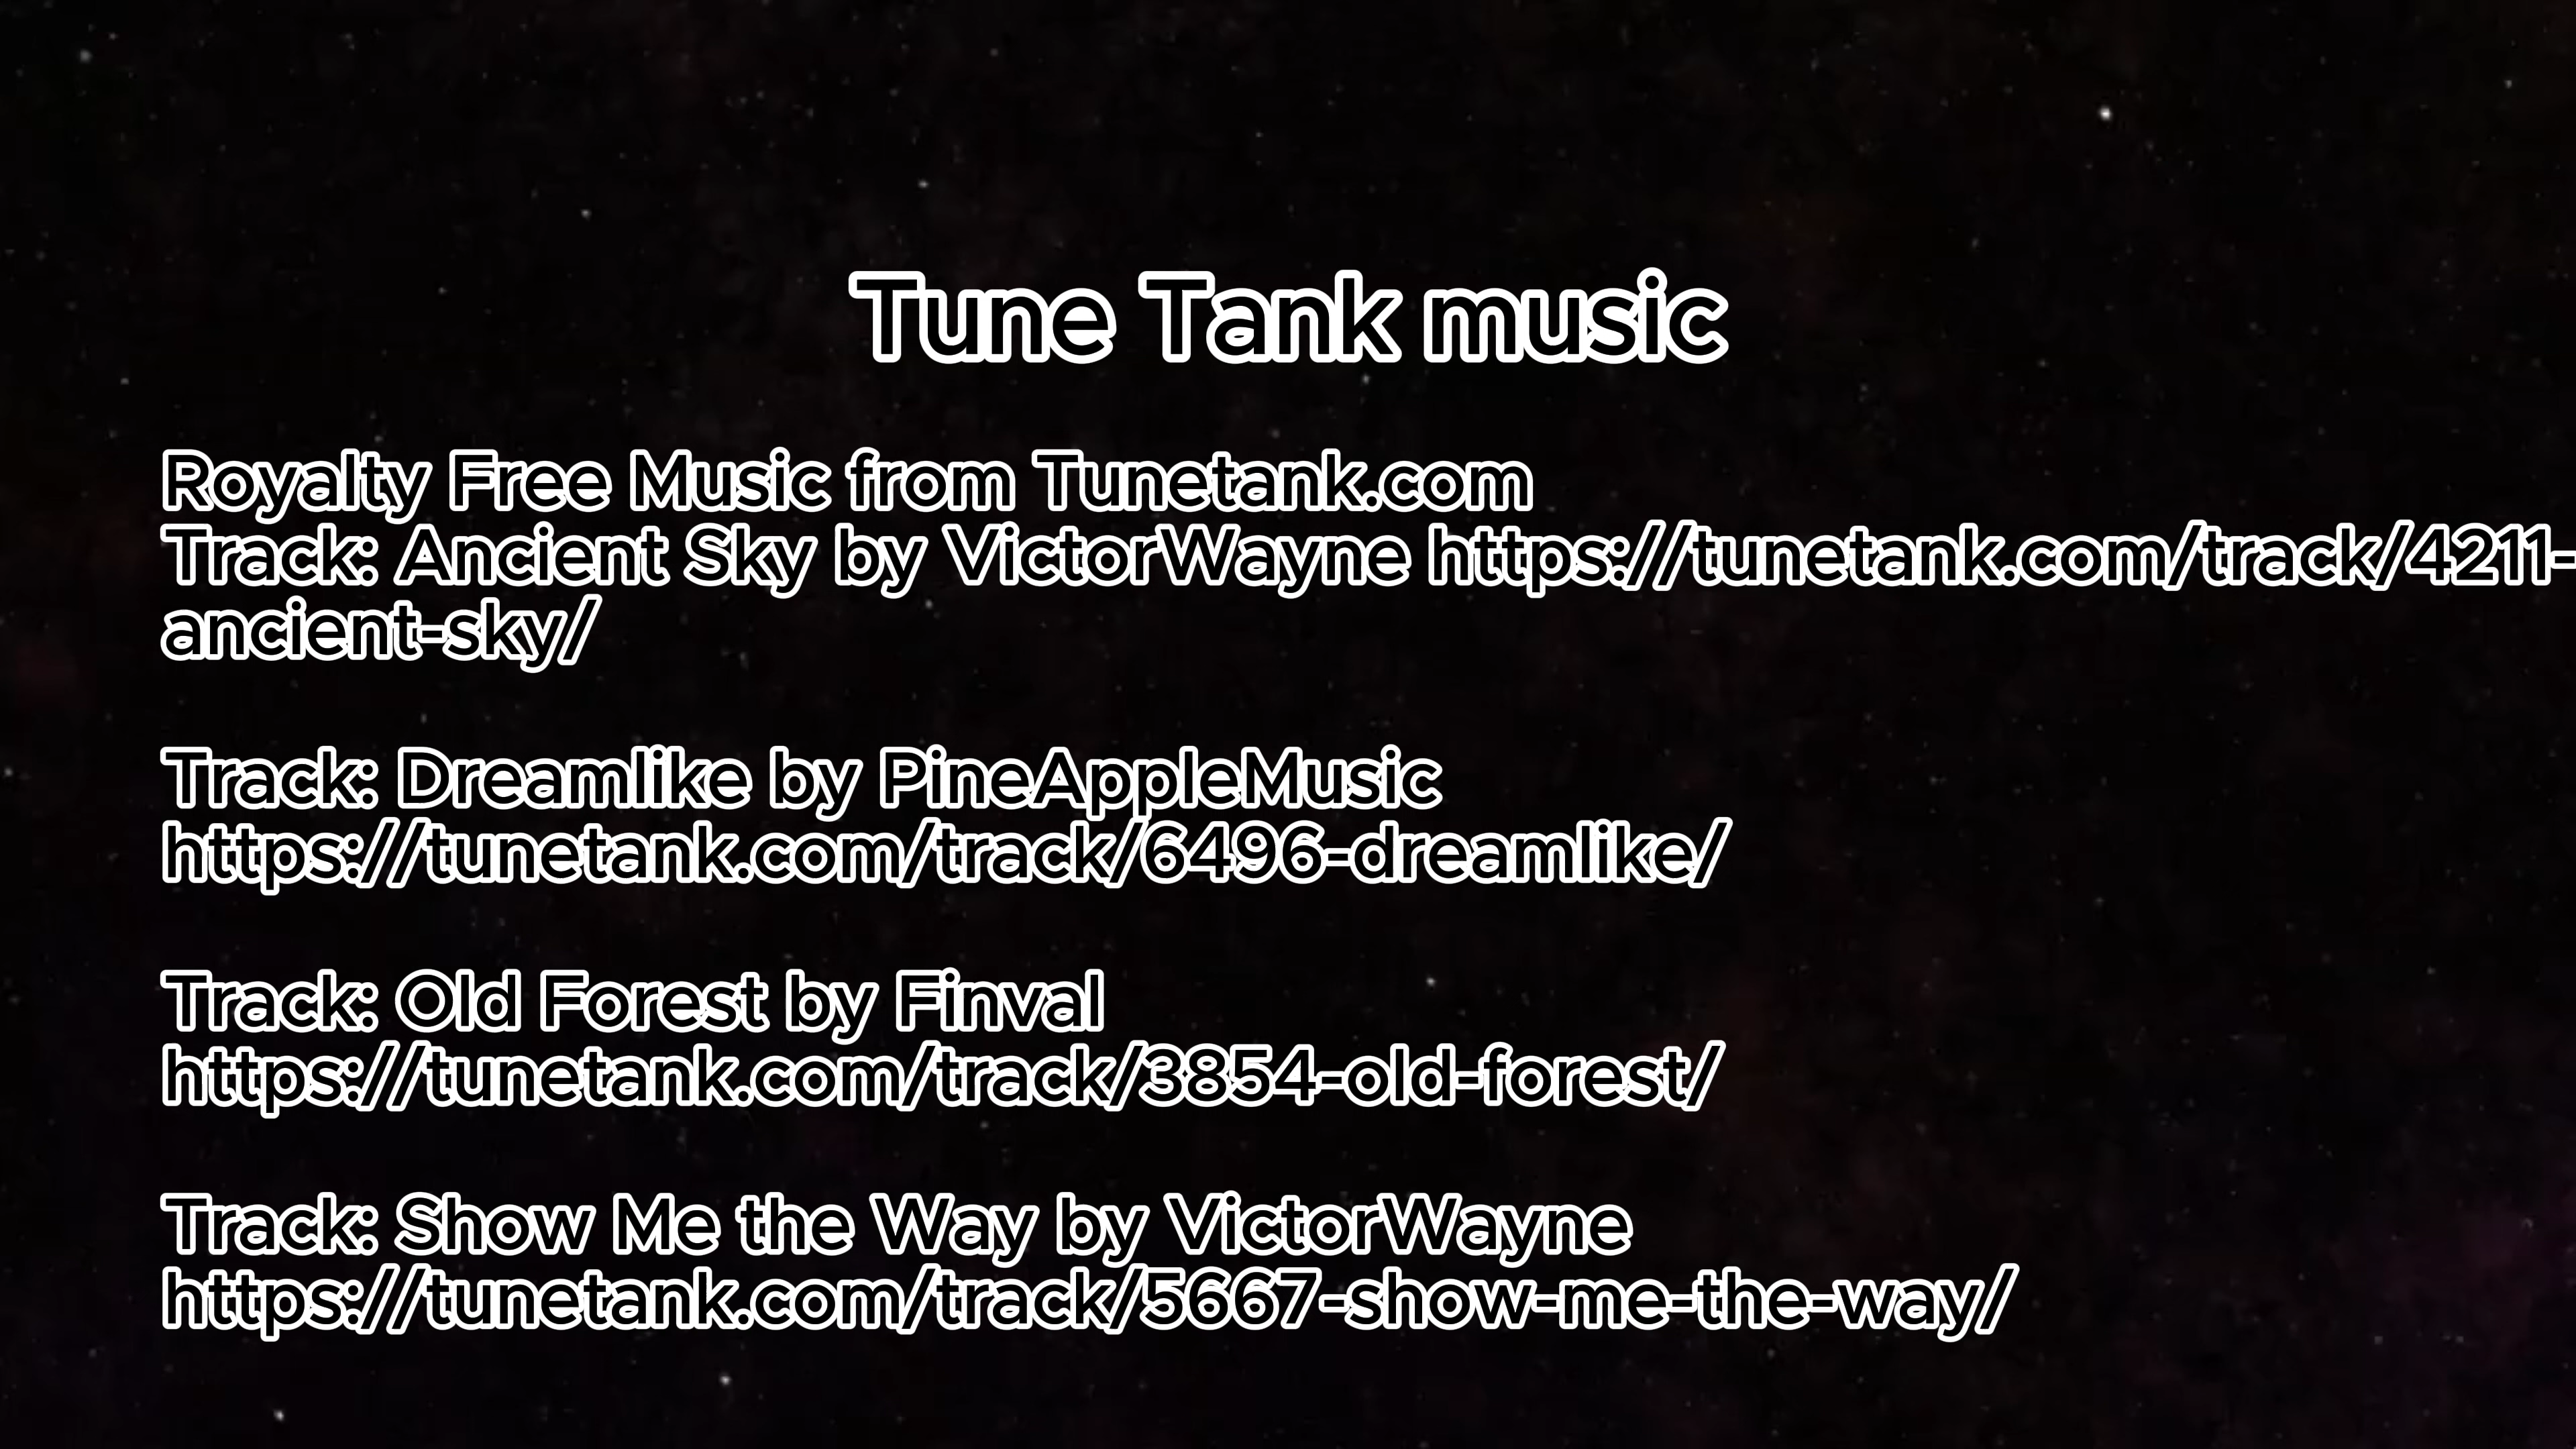 Tune Tank music
Royalty Free Music from Tunetank.com
Track: Ancient Sky by VictorWayne https://tunetank.com/track/4211-
ancient-sky/
Track: Dreamlike by PineAppleMusic
https://tunetank.com/track/6496-dreamlike/
Track: Old Forest by Finval
https://tunetank.com/track/3854-old-forest/
Track: Show Me the Way by VictorWayne
https://tunetank.com/track/5667-show-me-the-way/